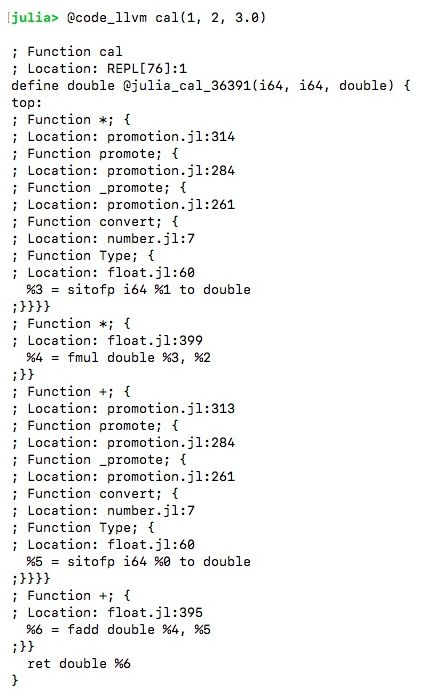 [julia> @code_llvm cal(1, 2, 3.0)
; Function cal
; Location: REPL[76]:1
define double @julia_cal_36391(i64, i64, double) {
top:
; Function *; {
; Location: promotion.jl:314
; Function promote; {
; Location: promotion.jl:284
; Function _promote; {
; Location: promotion.jl:261
; Function convert; {
; Location: number.jl:7
; Function Type; {
; Location: float.jl:60
  %3 = sitofp i64 %1 to double
;}}}}
; Function *; {
; Location: float.jl:399
  %4 = fmul double %3, %2
;}}
; Function +; {
; Location: promotion.jl:313
; Function promote; {
; Location: promotion.jl:284
; Function _promote; {
; Location: promotion.jl:261
; Function convert; {
; Location: number.jl:7
; Function Type; {
; Location: float.jl:60
  %5 = sitofp i64 %0 to double
;}}}}
; Function +; {
; Location: float.jl:395
  %6 = fadd double %4, %5
;}}
  ret double %6
}